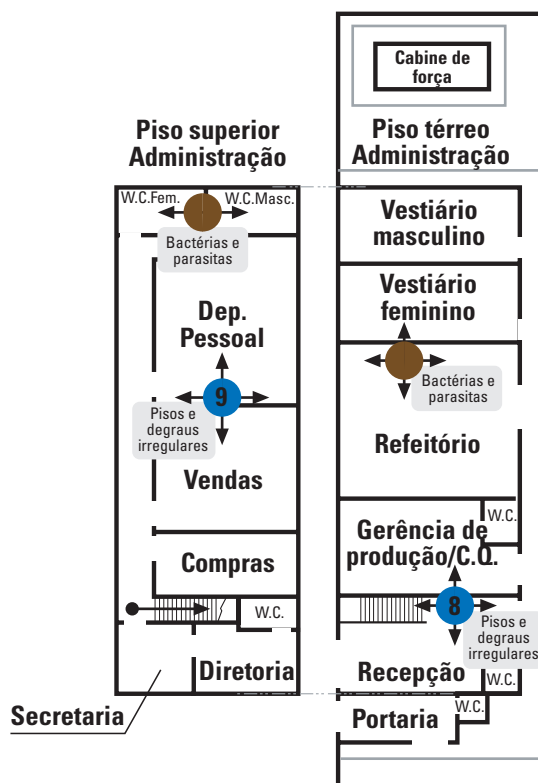 Piso superior
Administração
W.C.Fem.
W.C.Masc.
Bactérias e
parasitas
Dep.
Pessoal
9
Pisos e
degraus
irregulares
Vendas
Compras
W.C.
Diretoria
Secretaria
Cabine de
força
Piso térreo
Administração
Vestiário
masculino
Vestiário
feminino
Bactérias e
parasitas
Refeitório
W.C.
Gerência de
produção/C.Q.
8
Pisos e
degraus
irregulares
Recepção
W.C.
W.C.
Portaria